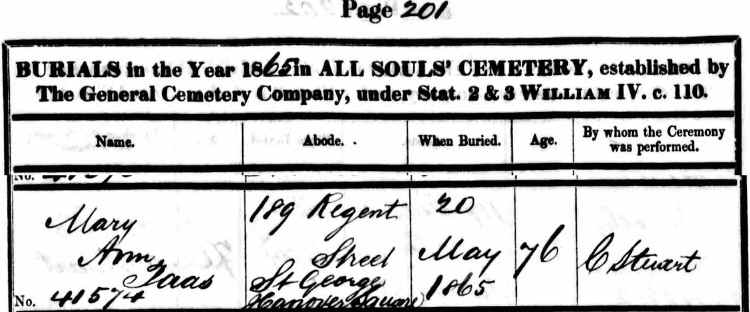 Page 201
BURIALS in the Year 1865 in ALL SOULS' CEMETERY, established by
The General Cemetery Company, under Stat. 2 & 3 WILLIAM IV. c. 110.
Name. Abode. When Buried. Age. By whom the Ceremony
was performed.
No.
Mary 189 Regent 20
Ann Street May 76 C Stuart
Taas St George 1865
No. 41574 Hanover Square